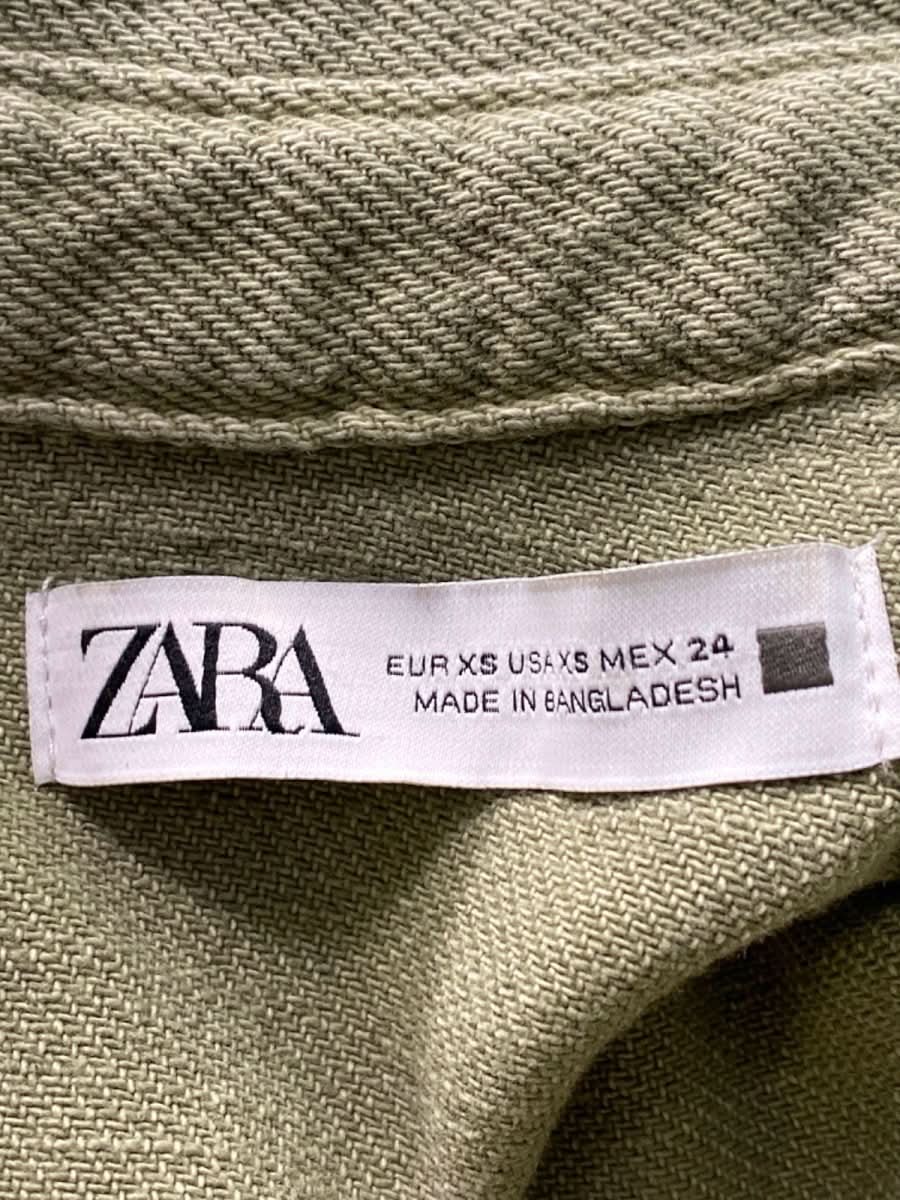 ZARA
EUR XS USA XS MEX 24
MADE IN BANGLADESH